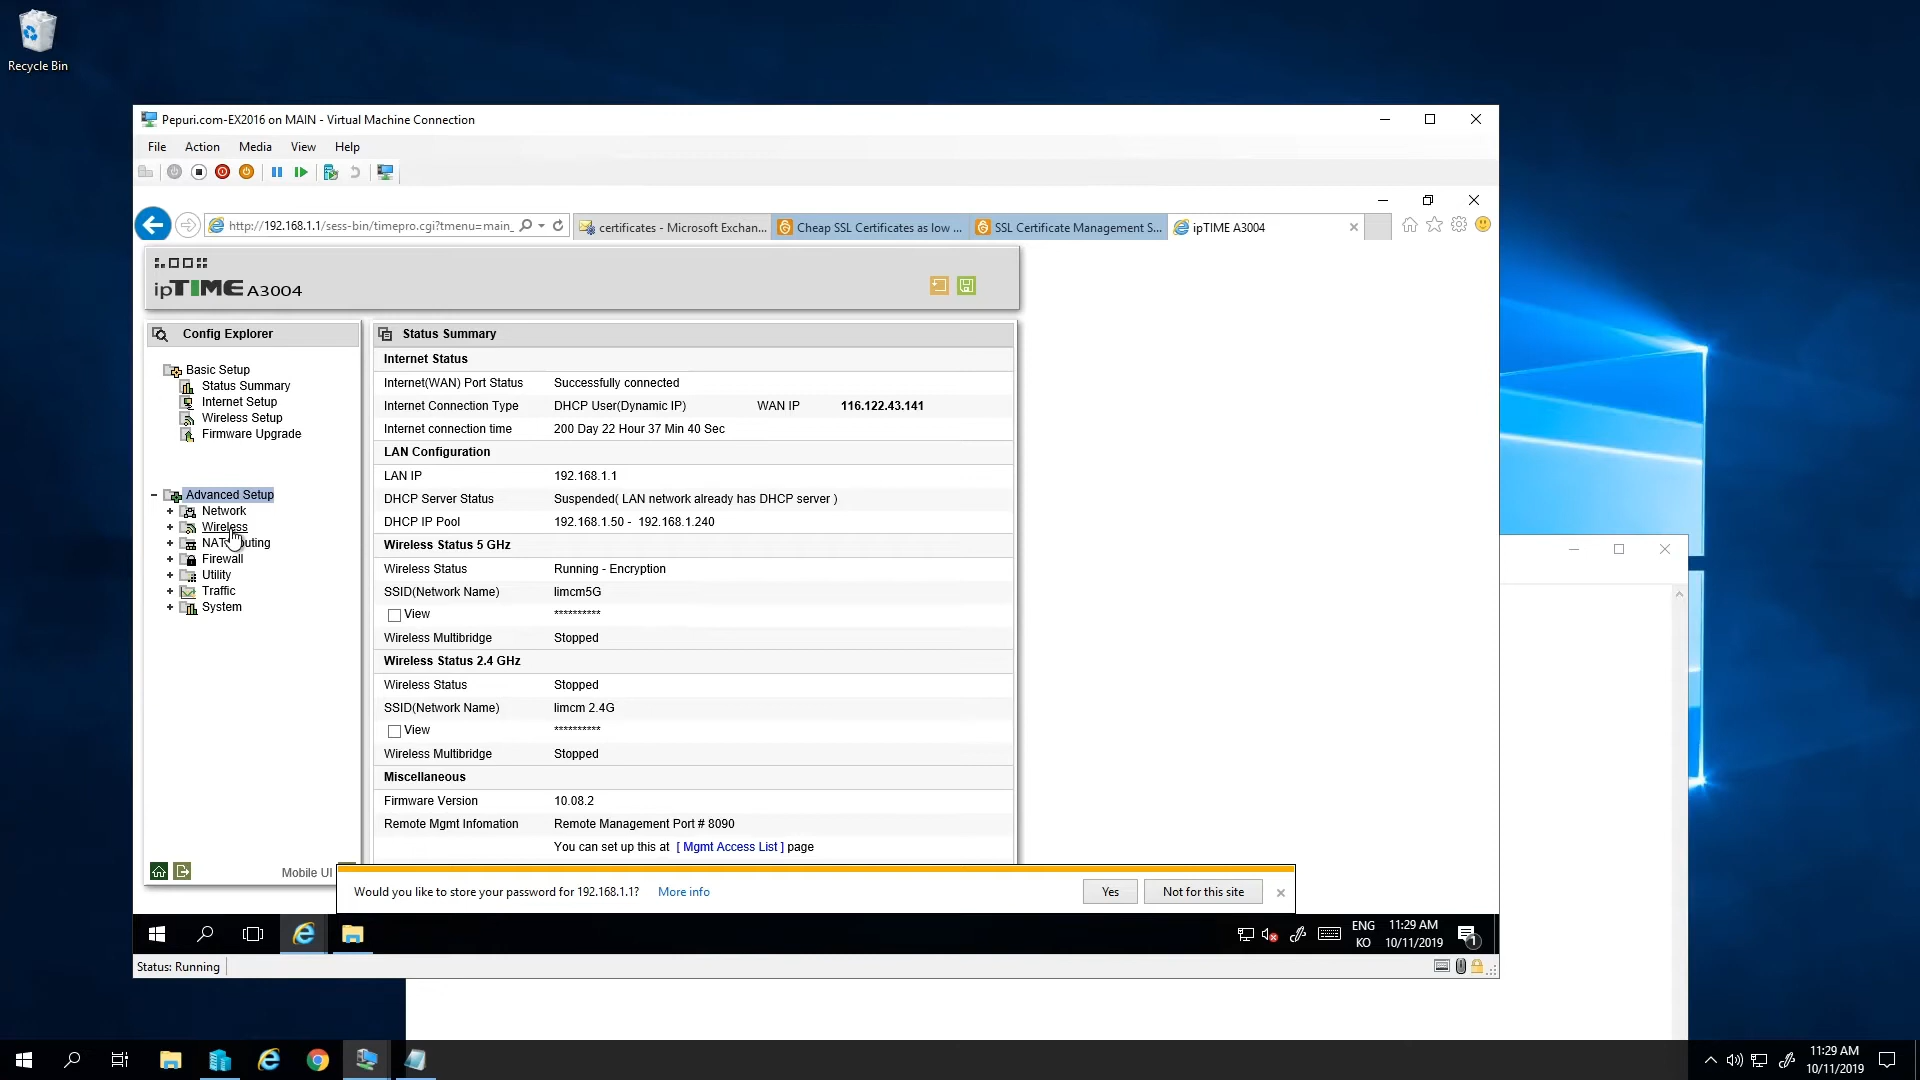 Recycle Bin
Pepuri.com-EX2016 on MAIN - Virtual Machine Connection
File Action Media View Help
http://192.168.1.1/sess-bin/timepro.cgi?tmenu=main_
certificates - Microsoft Exchan...
Cheap SSL Certificates as low ...
SSL Certificate Management S...
ipTIME A3004
ipTIME A3004
Config Explorer
Basic Setup
Status Summary
Internet Setup
Wireless Setup
Firmware Upgrade
Advanced Setup
Network
Wireless
Firewall
Utility
Traffic
System
Mobile UI
Status Summary
Internet Status
Internet(WAN) Port Status Successfully connected
Internet Connection Type DHCP User(Dynamic IP) WAN IP 116.122.43.141
Internet connection time 200 Day 22 Hour 37 Min 40 Sec
LAN Configuration
LAN IP 192.168.1.1
DHCP Server Status Suspended( LAN network already has DHCP server )
DHCP IP Pool 192.168.1.50 - 192.168.1.240
Wireless Status 5 GHz
Wireless Status Running - Encryption
SSID(Network Name) limcm5G
View **********
Wireless Multibridge Stopped
Wireless Status 2.4 GHz
Wireless Status Stopped
SSID(Network Name) limcm 2.4G
View **********
Wireless Multibridge Stopped
Miscellaneous
Firmware Version 10.08.2
Remote Mgmt Infomation Remote Management Port # 8090
You can set up this at [ Mgmt Access List ] page
Would you like to store your password for 192.168.1.1? More info Yes Not for this site
ENG
KO
11:29 AM
10/11/2019
1
Status: Running
11:29 AM
10/11/2019